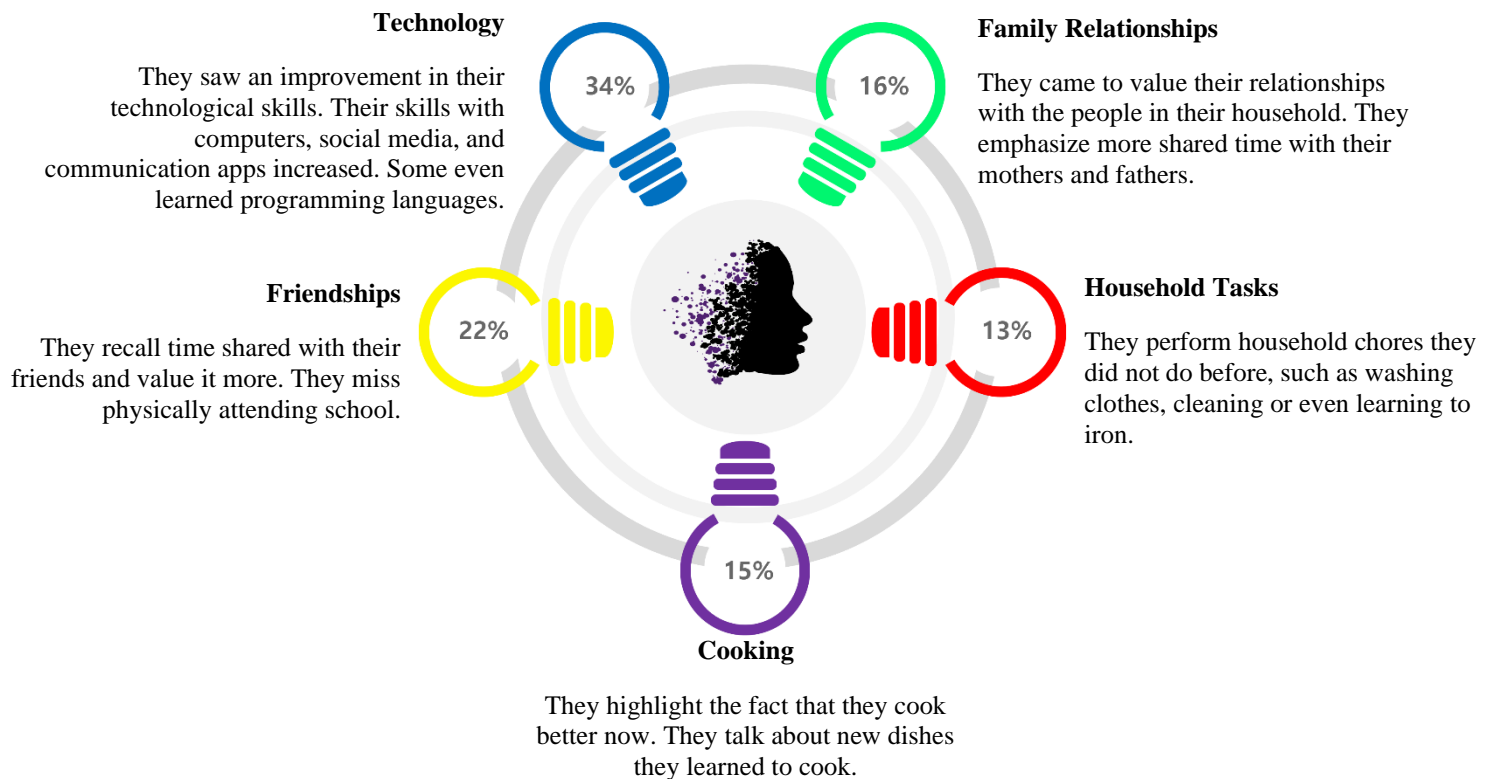 Technology
34%
They saw an improvement in their
technological skills. Their skills with
computers, social media, and
communication apps increased. Some even
learned programming languages.
Family Relationships
16%
They came to value their relationships
with the people in their household. They
emphasize more shared time with their
mothers and fathers.
Friendships
22%
They recall time shared with their
friends and value it more. They miss
physically attending school.
Household Tasks
13%
They perform household chores they
did not do before, such as washing
clothes, cleaning or even learning to
iron.
15%
Cooking
They highlight the fact that they cook
better now. They talk about new dishes
they learned to cook.